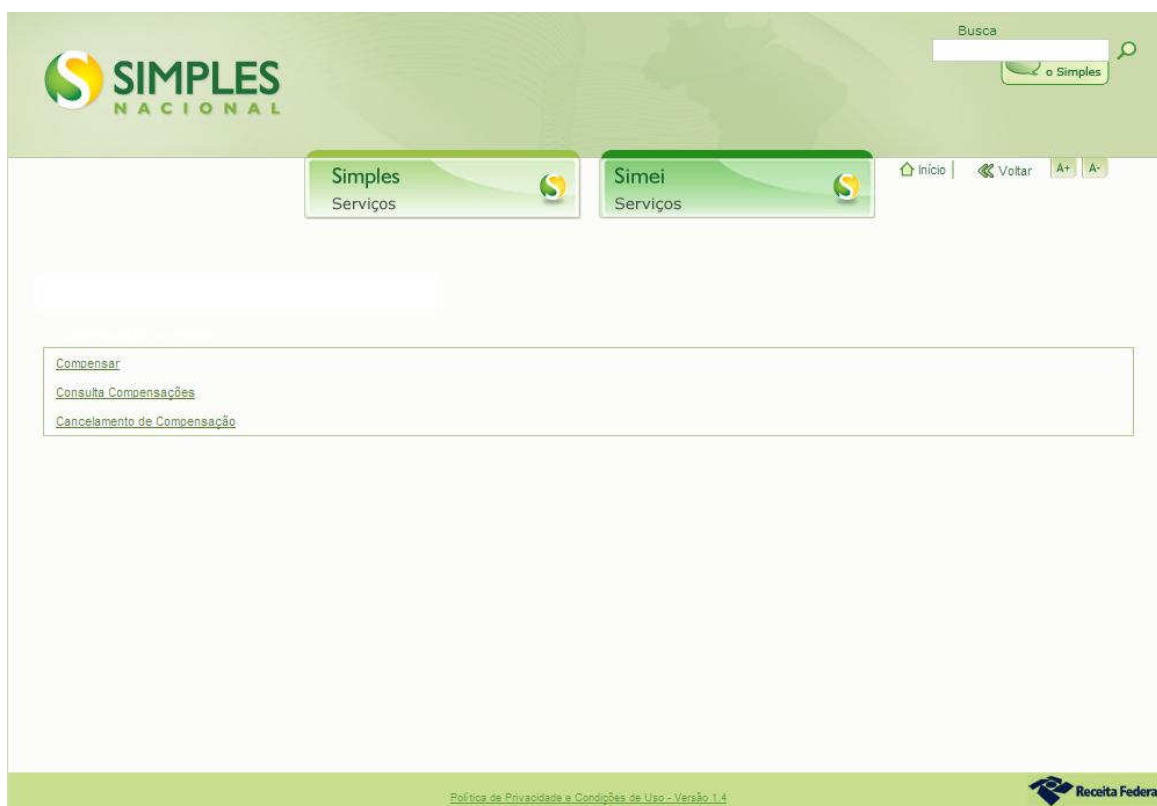 Busca
SIMPLES
NACIONAL
o Simples
Simples
Serviços
Simei
Serviços
Início
Voltar
A+
A-
Compensar
Consulta Compensações
Cancelamento de Compensação
Política de Privacidade e Condições de Uso - Versão 1.4
Receita Federa